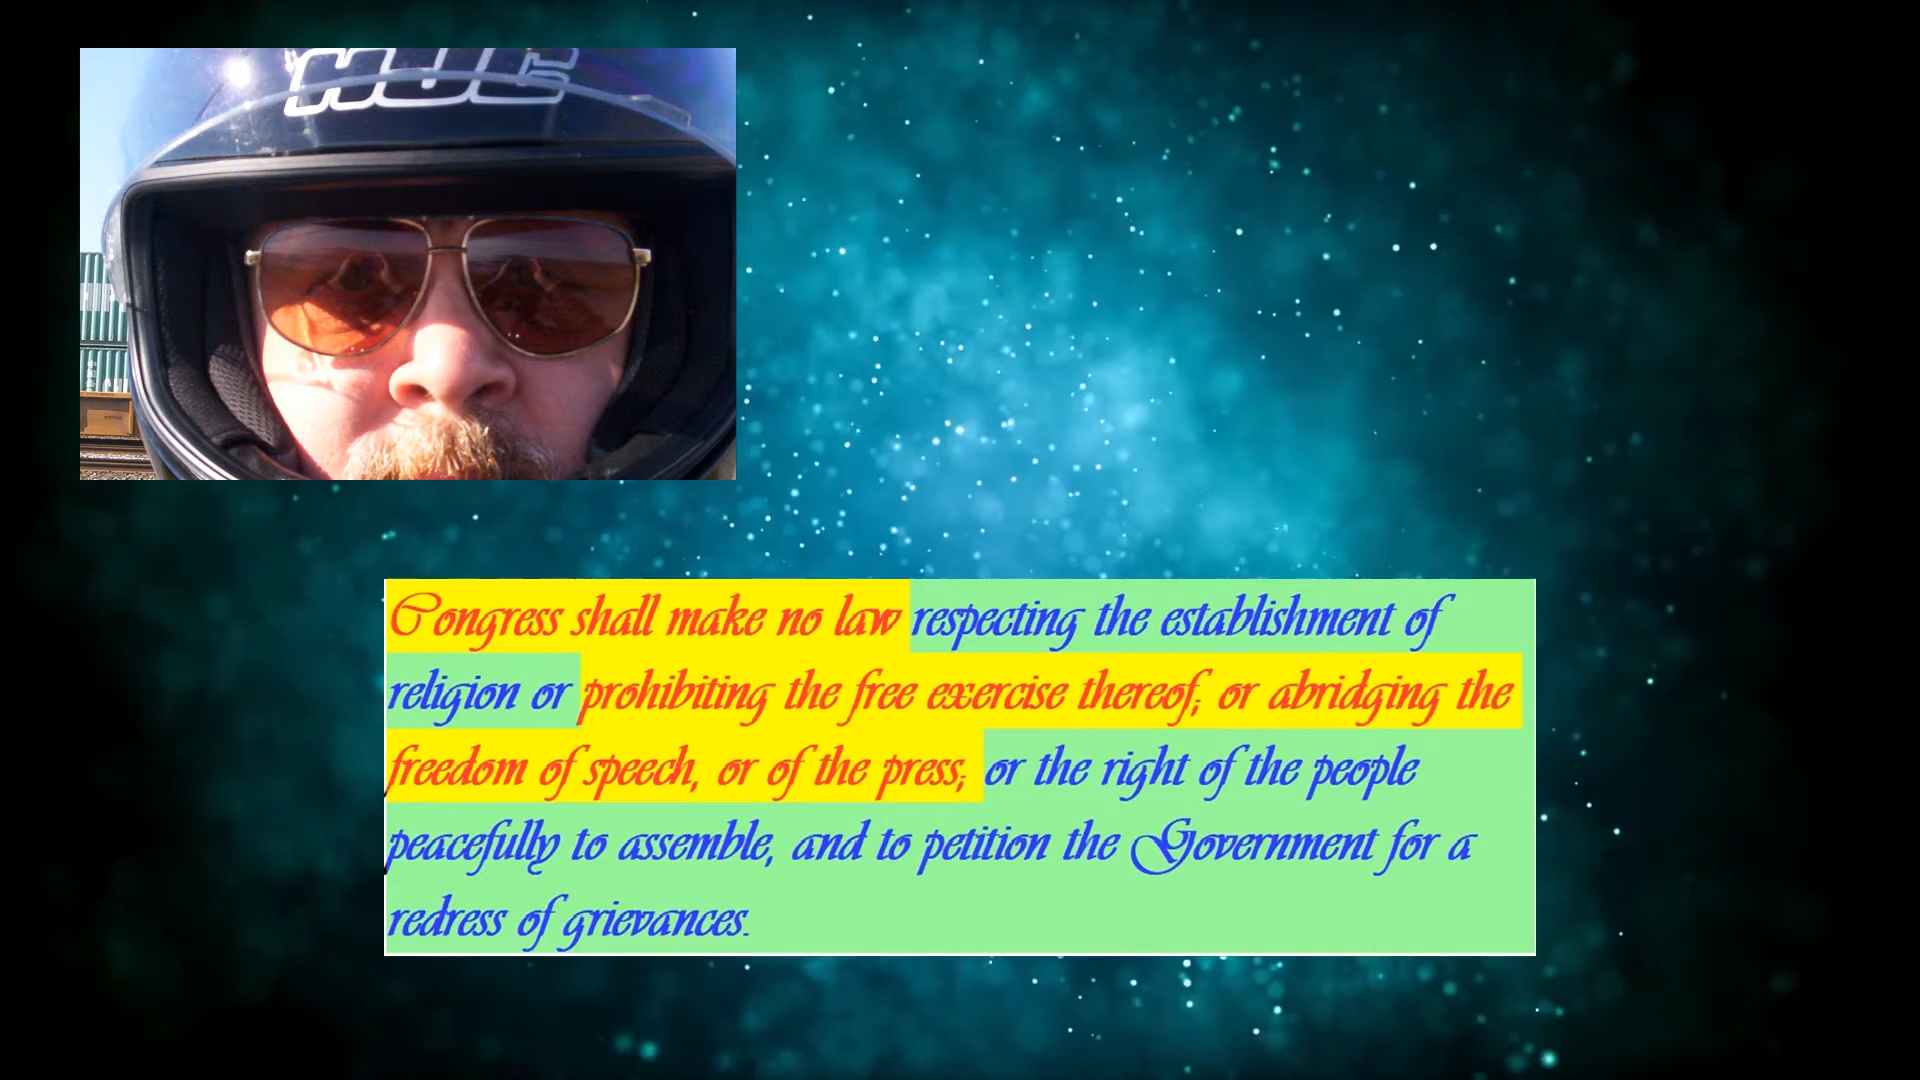 HJC
Congress shall make no law respecting the establishment of
religion or prohibiting the free exercise thereof; or abridging the
freedom of speech, or of the press; or the right of the people
peacefully to assemble, and to petition the Government for a
redress of grievances.